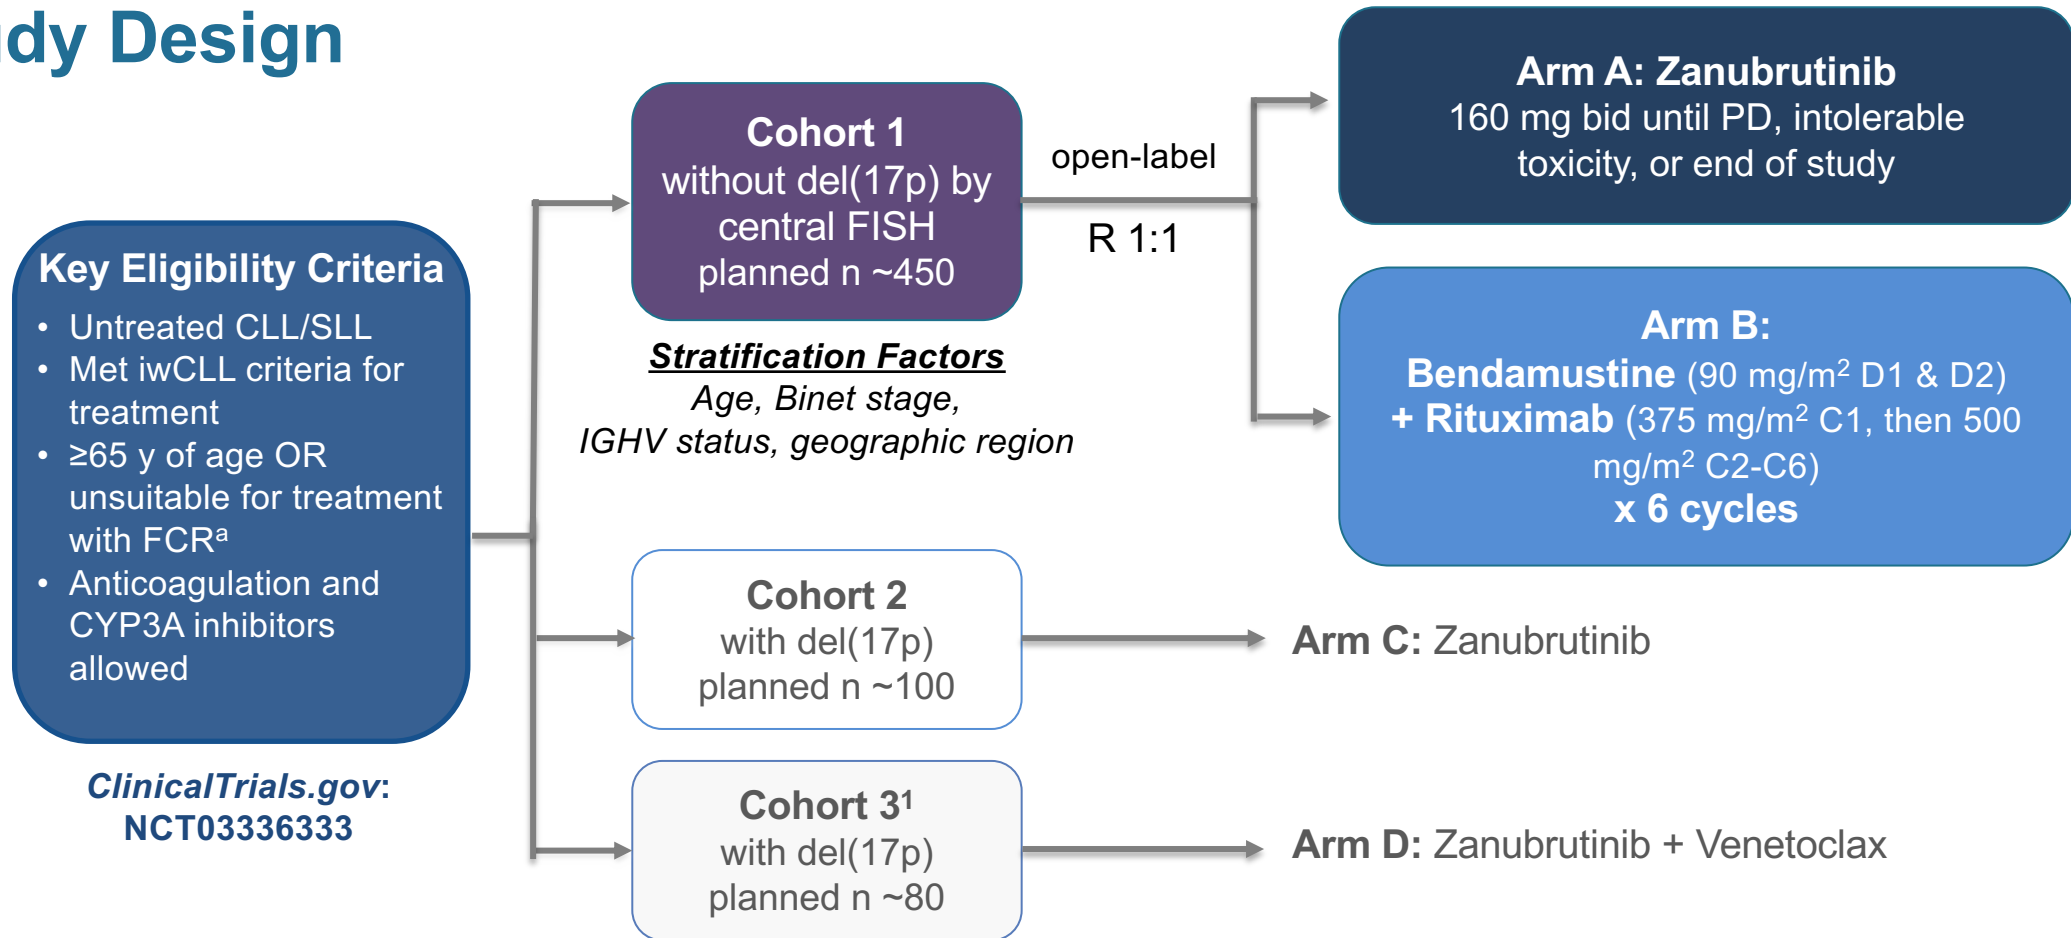 udy Design
Key Eligibility Criteria
• Untreated CLL/SLL
• Met iwCLL criteria for
treatment
• ≥65 y of age OR
unsuitable for treatment
with FCRᵃ
• Anticoagulation and
CYP3A inhibitors
allowed
ClinicalTrials.gov:
NCT03336333
Cohort 1
without del(17p) by
central FISH
planned n ~450
Stratification Factors
Age, Binet stage,
IGHV status, geographic region
open-label
R 1:1
Arm A: Zanubrutinib
160 mg bid until PD, intolerable
toxicity, or end of study
Arm B:
Bendamustine (90 mg/m² D1 & D2)
+ Rituximab (375 mg/m² C1, then 500
mg/m² C2-C6)
x 6 cycles
Cohort 2
with del(17p)
planned n ~100
Arm C: Zanubrutinib
Cohort 3¹
with del(17p)
planned n ~80
Arm D: Zanubrutinib + Venetoclax